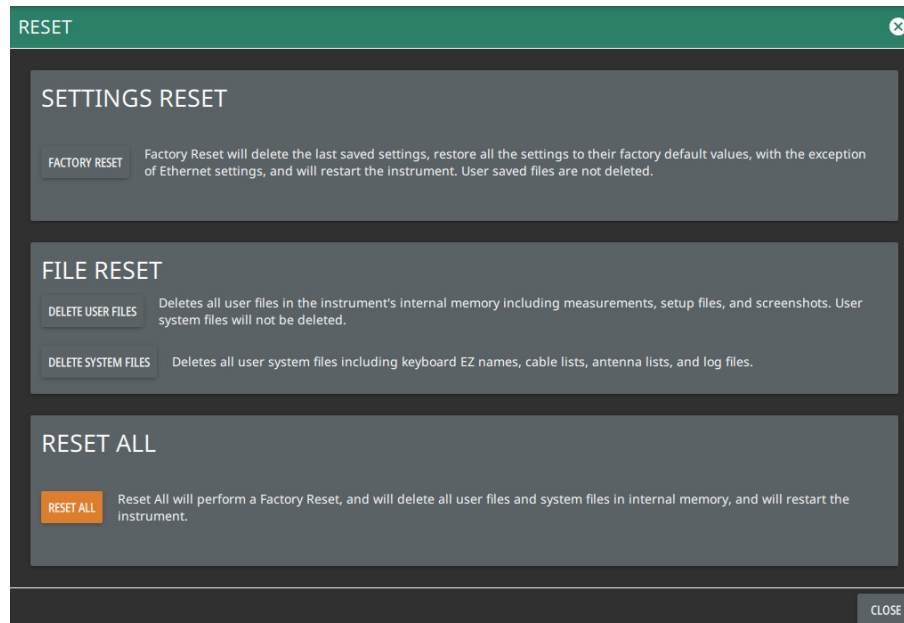 RESET
SETTINGS RESET
FACTORY RESET
Factory Reset will delete the last saved settings, restore all the settings to their factory default values, with the exception
of Ethernet settings, and will restart the instrument. User saved files are not deleted.
FILE RESET
DELETE USER FILES
Deletes all user files in the instrument's internal memory including measurements, setup files, and screenshots. User
system files will not be deleted.
DELETE SYSTEM FILES
Deletes all user system files including keyboard EZ names, cable lists, antenna lists, and log files.
RESET ALL
RESET ALL
Reset All will perform a Factory Reset, and will delete all user files and system files in internal memory, and will restart the
instrument.
CLOSE